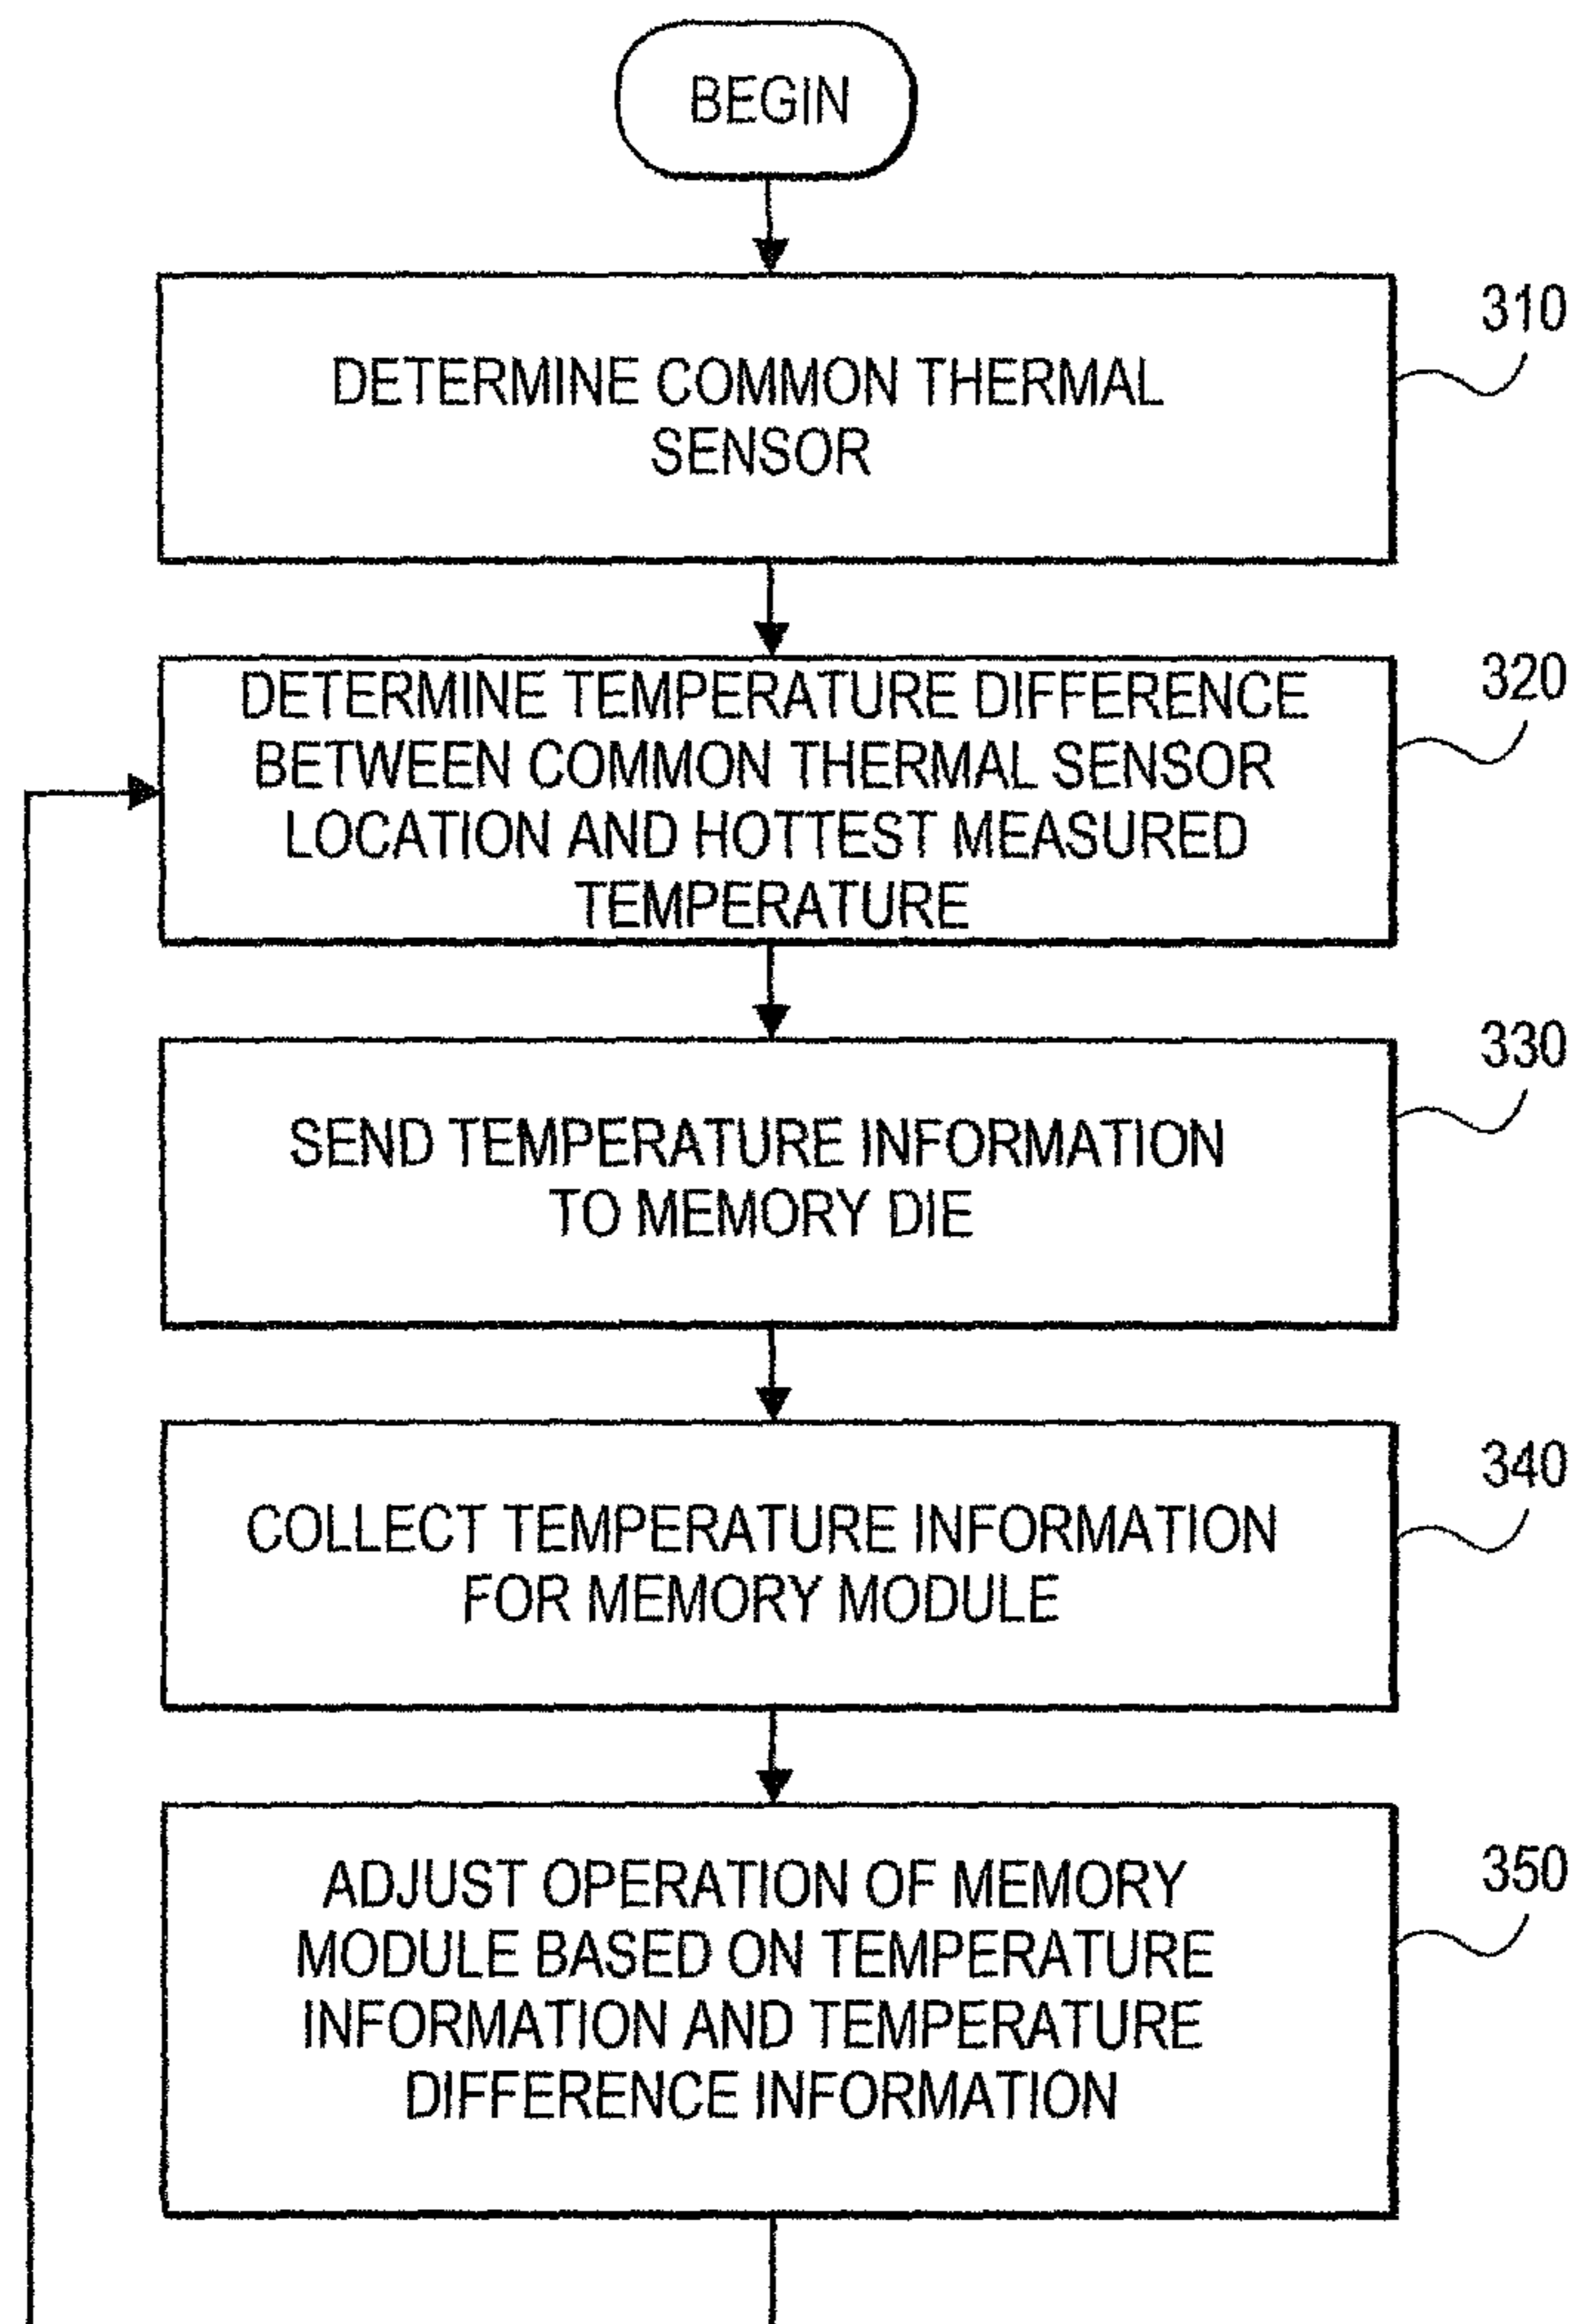 BEGIN
310
DETERMINE COMMON THERMAL
SENSOR
320
DETERMINE TEMPERATURE DIFFERENCE
BETWEEN COMMON THERMAL SENSOR
LOCATION AND HOTTEST MEASURED
TEMPERATURE
330
SEND TEMPERATURE INFORMATION
TO MEMORY DIE
340
COLLECT TEMPERATURE INFORMATION
FOR MEMORY MODULE
350
ADJUST OPERATION OF MEMORY
MODULE BASED ON TEMPERATURE
INFORMATION AND TEMPERATURE
DIFFERENCE INFORMATION